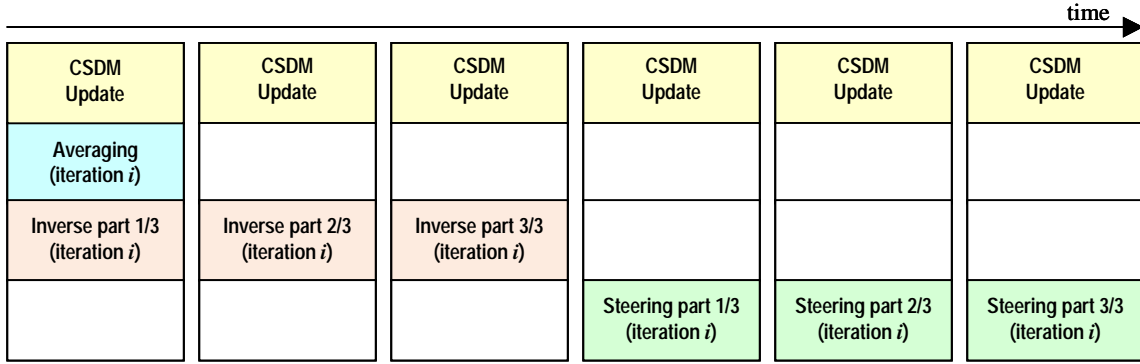 time
CSDM
Update
CSDM
Update
CSDM
Update
CSDM
Update
CSDM
Update
CSDM
Update
Averaging
(iteration i)
Inverse part 1/3
(iteration i)
Inverse part 2/3
(iteration i)
Inverse part 3/3
(iteration i)
Steering part 1/3
(iteration i)
Steering part 2/3
(iteration i)
Steering part 3/3
(iteration i)